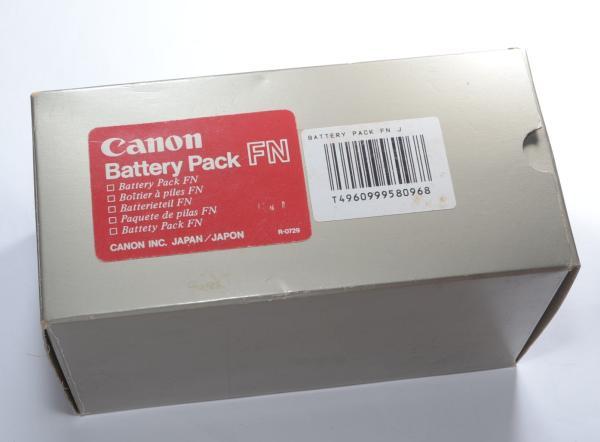 Canon
Battery Pack FN
□ Battery Pack FN
□ Boîtier à piles FN
□ Batterieteil FN
□ Paquete de pilas FN
□ Battety Pack FN
CANON INC. JAPAN/JAPON
R-0729
BATTERY PACK FN J
T4960999580968